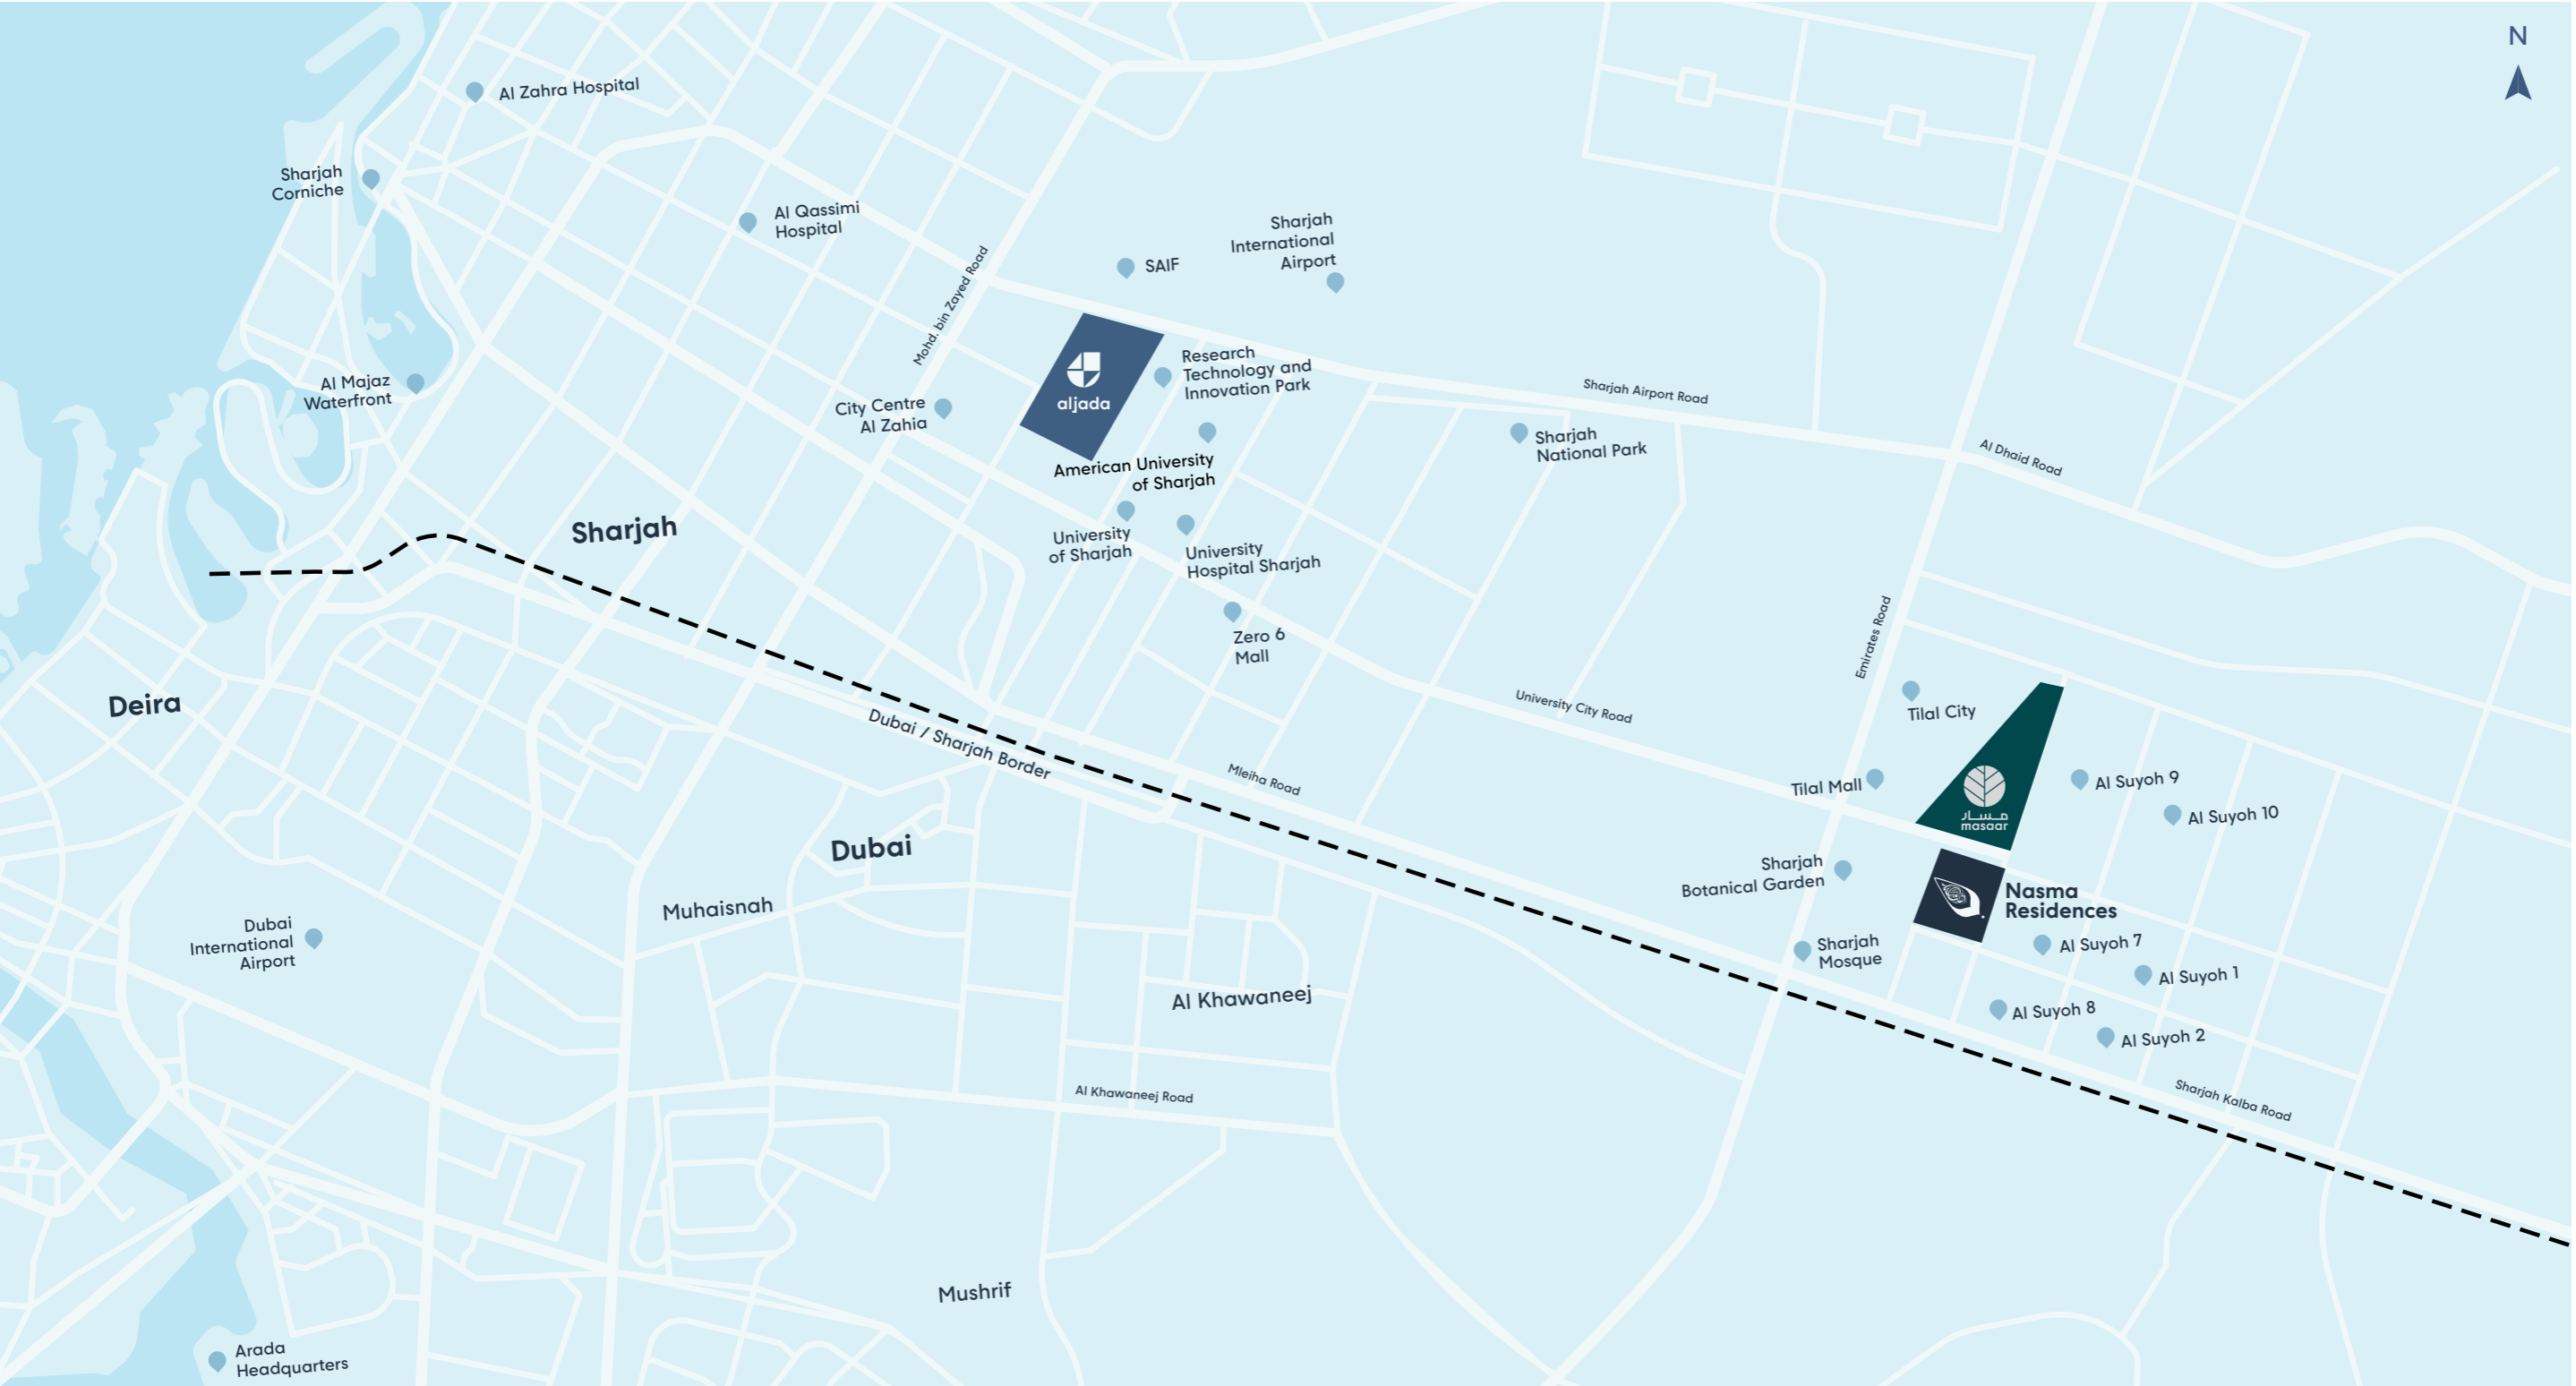 N
Al Zahra Hospital
Sharjah
Corniche
Al Qassimi
Hospital
Mohd. bin Zayed Road
SAIF
Sharjah
International
Airport
Al Majaz
Waterfront
City Centre
Al Zahia
aljada
Research
Technology and
Innovation Park
Sharjah Airport Road
American University
of Sharjah
Sharjah
National Park
Al Dhaid Road
Sharjah
University
of Sharjah
University
Hospital Sharjah
Zero 6
Mall
Emirates Road
Deira
Dubai / Sharjah Border
University City Road
Tilal City
Mleiha Road
Tilal Mall
مسار
masaar
Al Suyoh 9
Al Suyoh 10
Dubai
Muhaisnah
Sharjah
Botanical Garden
Nasma
Residences
Dubai
International
Airport
Sharjah
Mosque
Al Suyoh 7
Al Suyoh 1
Al Khawaneej
Al Suyoh 8
Al Suyoh 2
Al Khawaneej Road
Sharjah Kalba Road
Mushrif
Arada
Headquarters